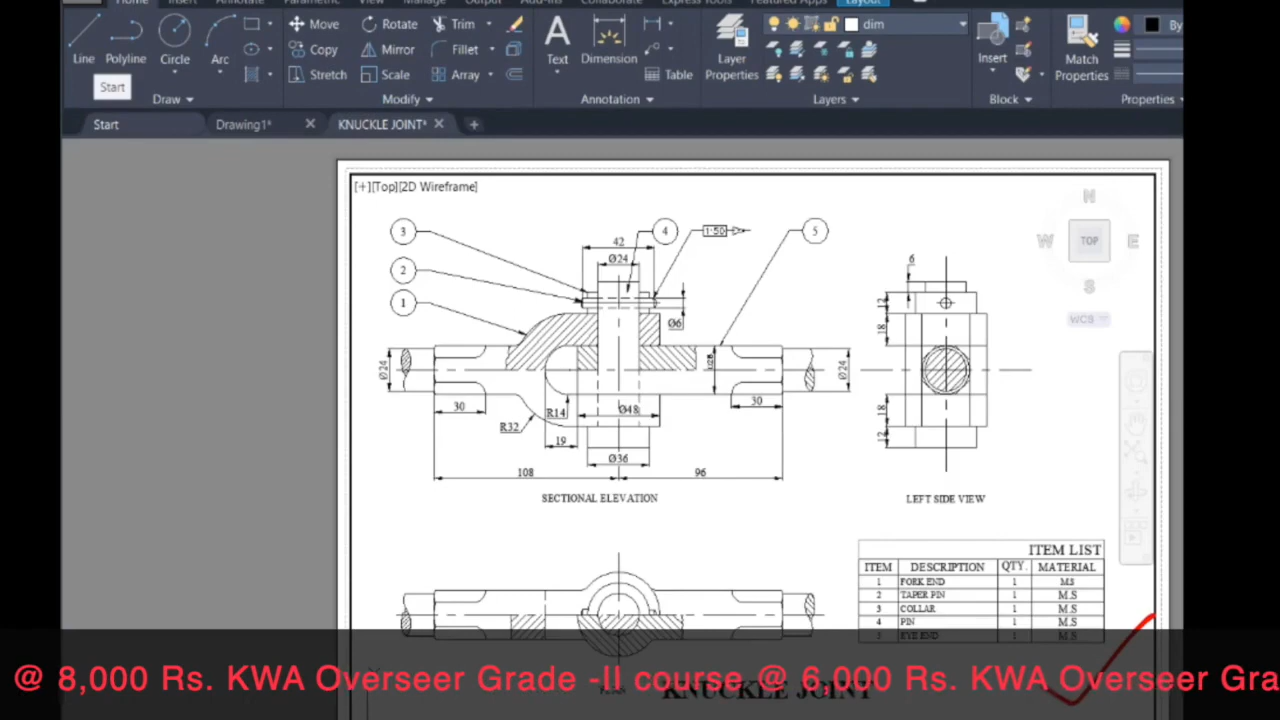 Home Insert Annotate Parametric View Manage Output Add-ins Collaborate Express Tools Featured Apps Layout
Line Polyline Circle Arc
Move Rotate Trim
Copy Mirror Fillet
Stretch Scale Array
Text Dimension Table
Layer Properties
dim
Insert
Match Properties
By
Start
Draw Modify Annotation Layers Block Properties
Start Drawing1* KNUCKLE JOINT*
[+][Top][2D Wireframe]
N
W TOP E
S
WCS
3 4 1:50 5
42
Ø24
2
1
Ø6
6
12
18
Ø24
Ø24
30
R14
Ø48
30
R32
19
Ø36
18
12
108 96
SECTIONAL ELEVATION
LEFT SIDE VIEW
ITEM LIST
ITEM DESCRIPTION QTY. MATERIAL
1 FORK END 1 M.S
2 TAPER PIN 1 M.S
3 COLLAR 1 M.S
4 PIN 1 M.S
5 EYE END 1 M.S
@ 8,000 Rs. KWA Overseer Grade -II course @ 6,000 Rs. KWA Overseer Gra
KNUCKLE JOINT